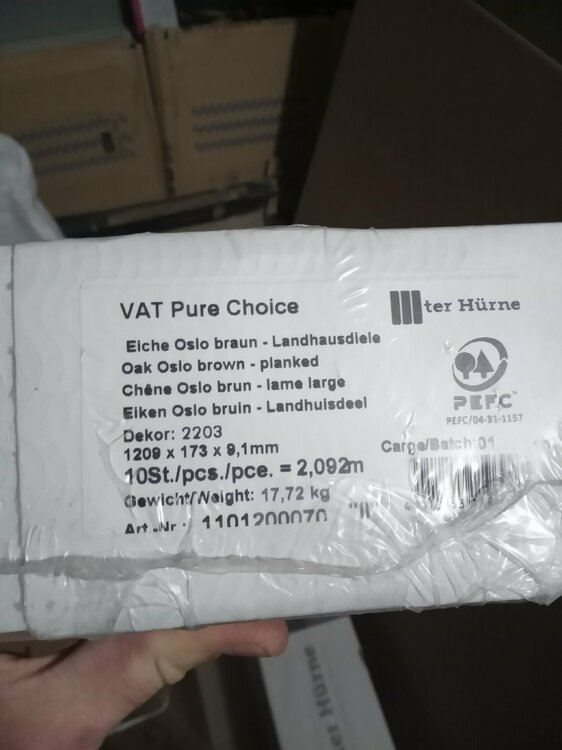 VAT Pure Choice
ter Hürne
Eiche Oslo braun - Landhausdiele
Oak Oslo brown - planked
Chêne Oslo brun - lame large
Eiken Oslo bruin - Landhuisdeel
PEFC™
PEFC/04-31-1157
Dekor: 2203
1209 x 173 x 9,1mm
Carge/Batch: 01
10St./pcs./pce. = 2,092m
Gewicht/Weight: 17,72 kg
Art.-Nr.: 1101200070
ter Hürne